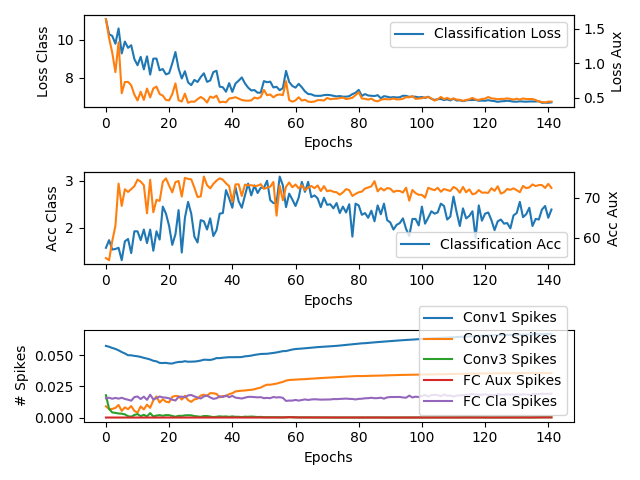 Loss Class
10
8
Classification Loss
1.5
1.0
0.5
Loss Aux
0 20 40 60 80 100 120 140
Epochs
Acc Class
3
2
Classification Acc
70
60
Acc Aux
0 20 40 60 80 100 120 140
Epochs
# Spikes
0.050
0.025
0.000
Conv1 Spikes
Conv2 Spikes
Conv3 Spikes
FC Aux Spikes
FC Cla Spikes
0 20 40 60 80 100 120 140
Epochs